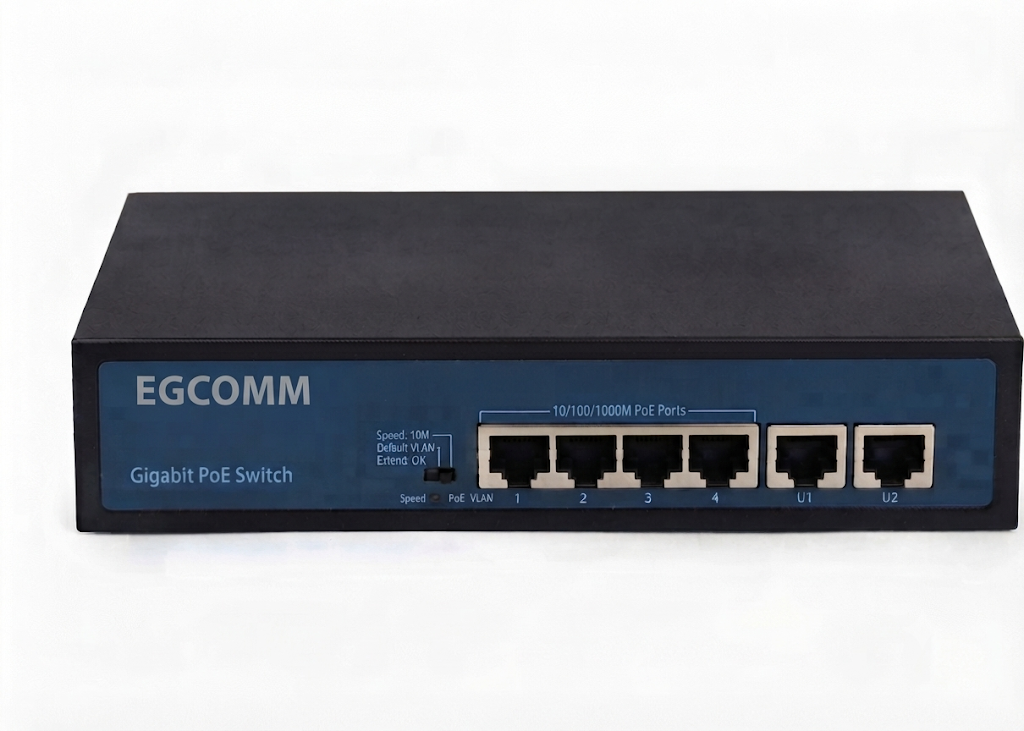 EGCOMM
10/100/1000M PoE Ports
Speed: 10M
Default VLAN
Extend: OK
Gigabit PoE Switch
Speed PoE VLAN 1 2 3 4 U1 U2